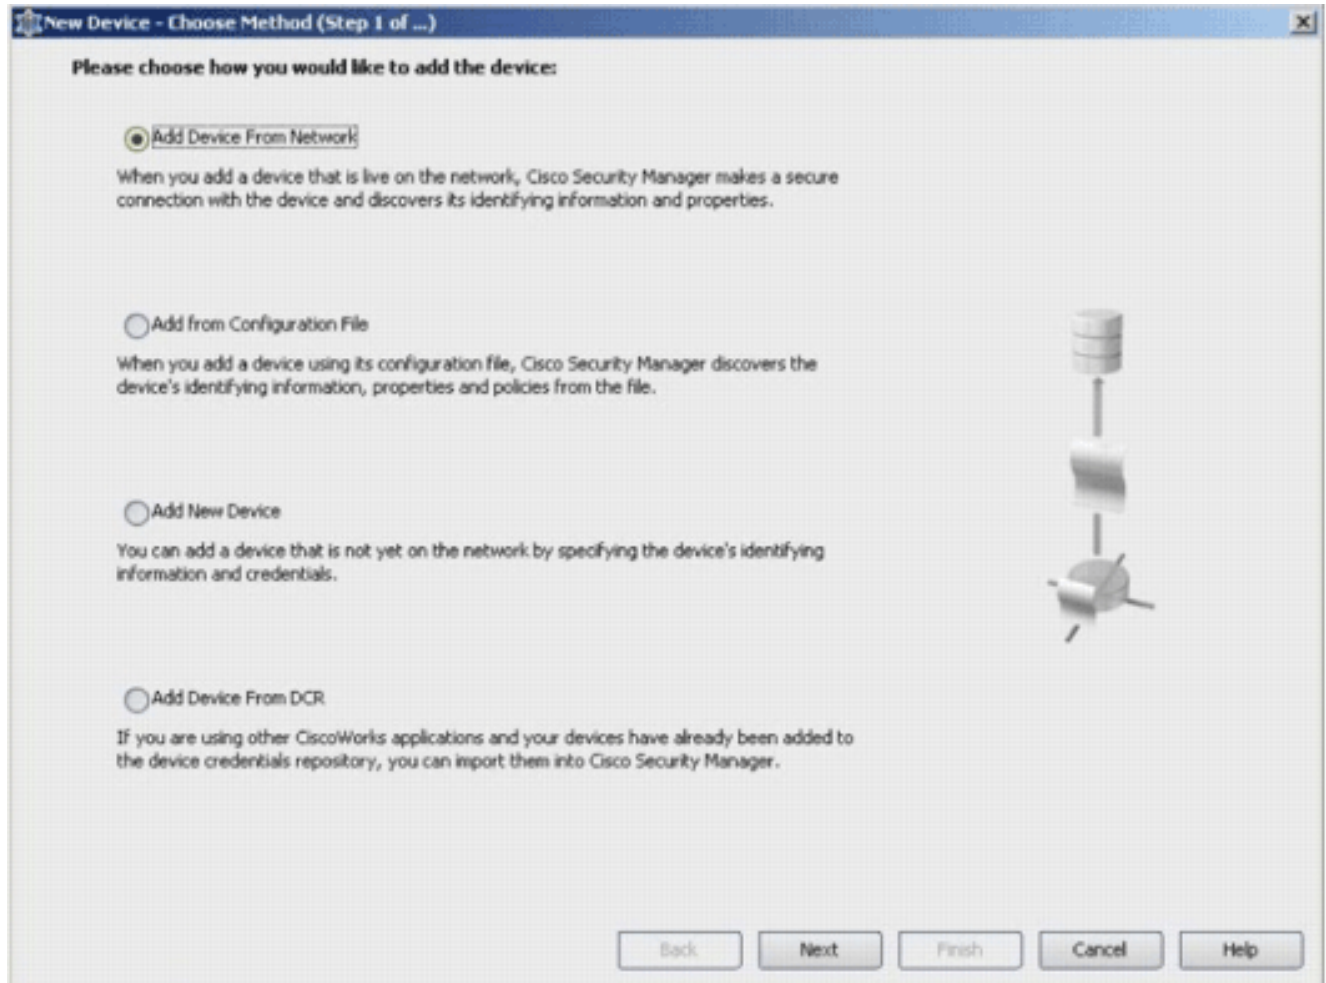 New Device - Choose Method (Step 1 of ...)
Please choose how you would like to add the device:
Add Device From Network
When you add a device that is live on the network, Cisco Security Manager makes a secure
connection with the device and discovers its identifying information and properties.
Add from Configuration File
When you add a device using its configuration file, Cisco Security Manager discovers the
device's identifying information, properties and policies from the file.
Add New Device
You can add a device that is not yet on the network by specifying the device's identifying
information and credentials.
Add Device From DCR
If you are using other CiscoWorks applications and your devices have already been added to
the device credentials repository, you can import them into Cisco Security Manager.
Back Next Finish Cancel Help